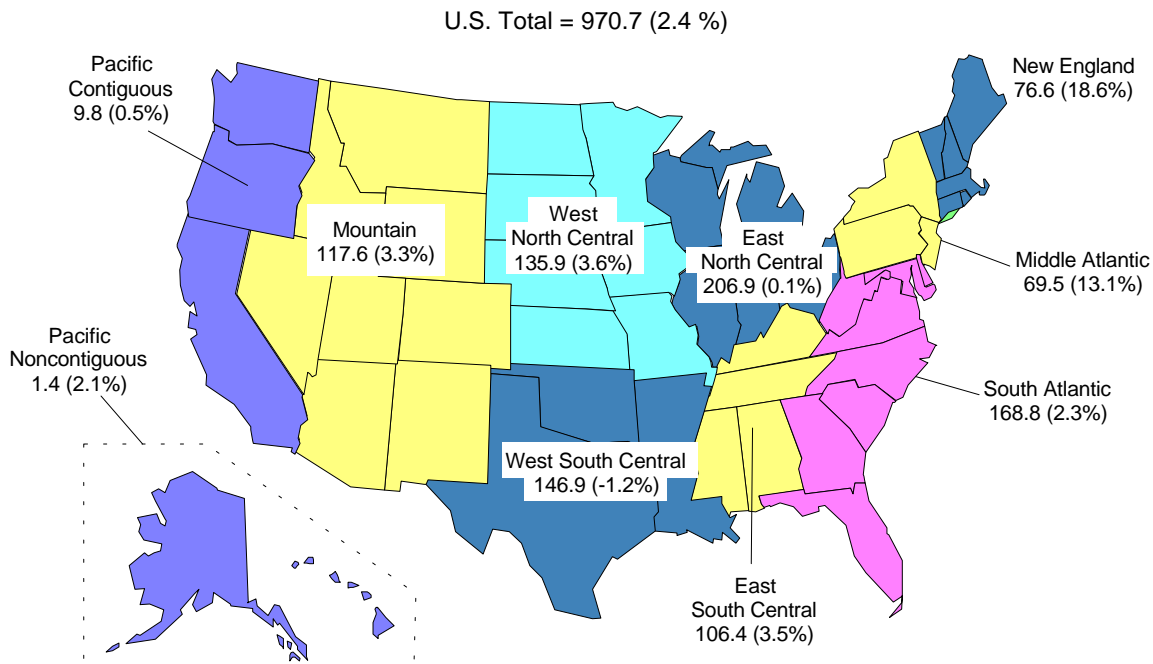 U.S. Total = 970.7 (2.4 %)
Pacific
Contiguous
9.8 (0.5%)
New England
76.6 (18.6%)
Mountain
117.6 (3.3%)
West
North Central
135.9 (3.6%)
East
North Central
206.9 (0.1%)
Middle Atlantic
69.5 (13.1%)
Pacific
Noncontiguous
1.4 (2.1%)
South Atlantic
168.8 (2.3%)
West South Central
146.9 (-1.2%)
East
South Central
106.4 (3.5%)